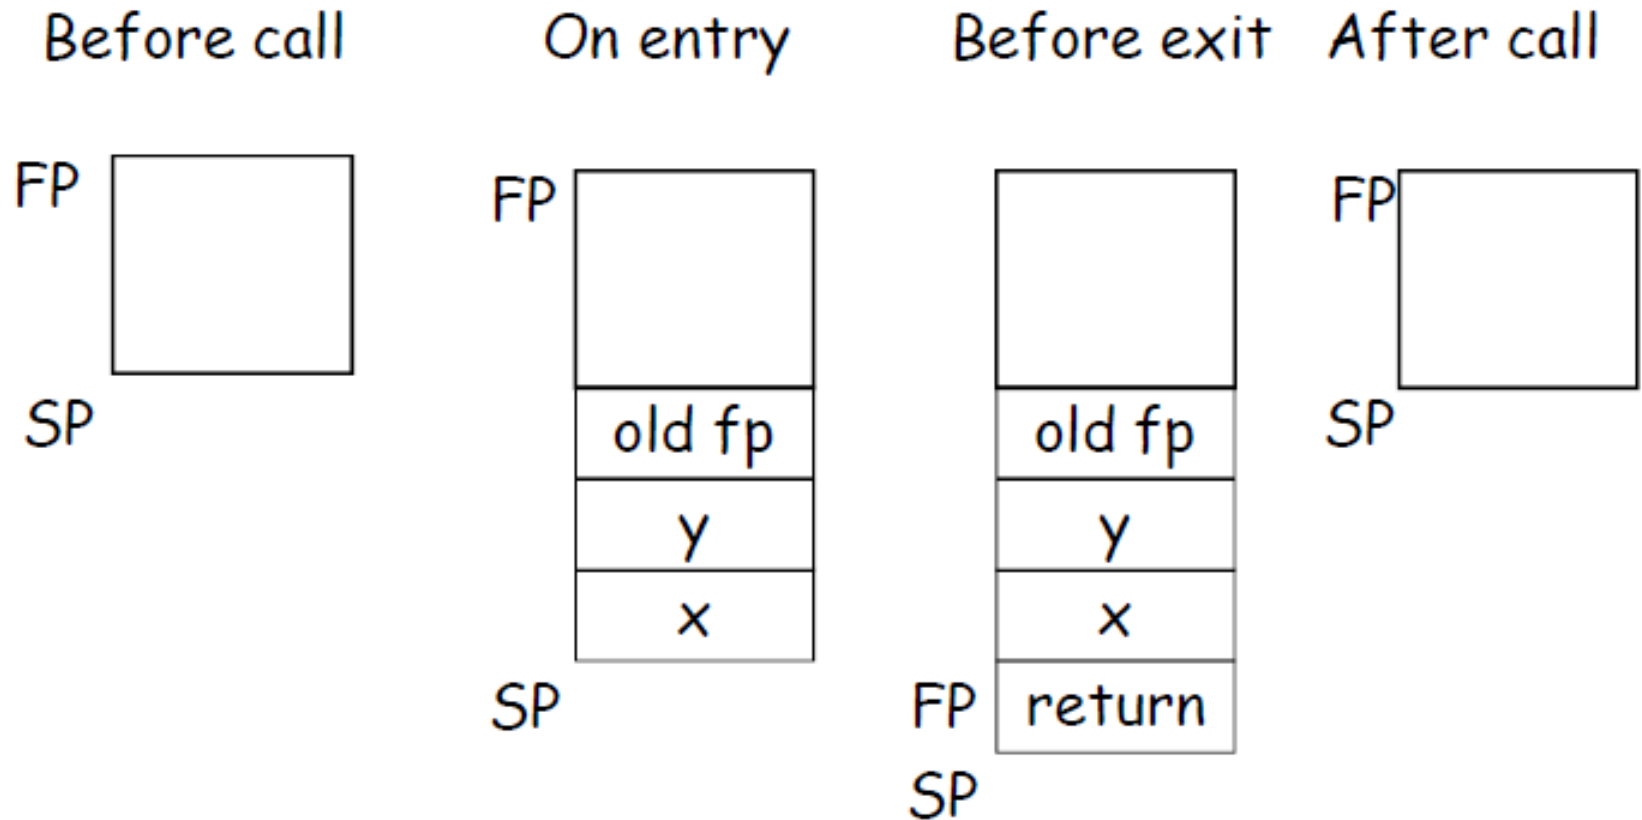 Before call
On entry
Before exit
After call
FP
FP
FP
SP
old fp
old fp
SP
y
y
x
x
SP
FP
return
SP